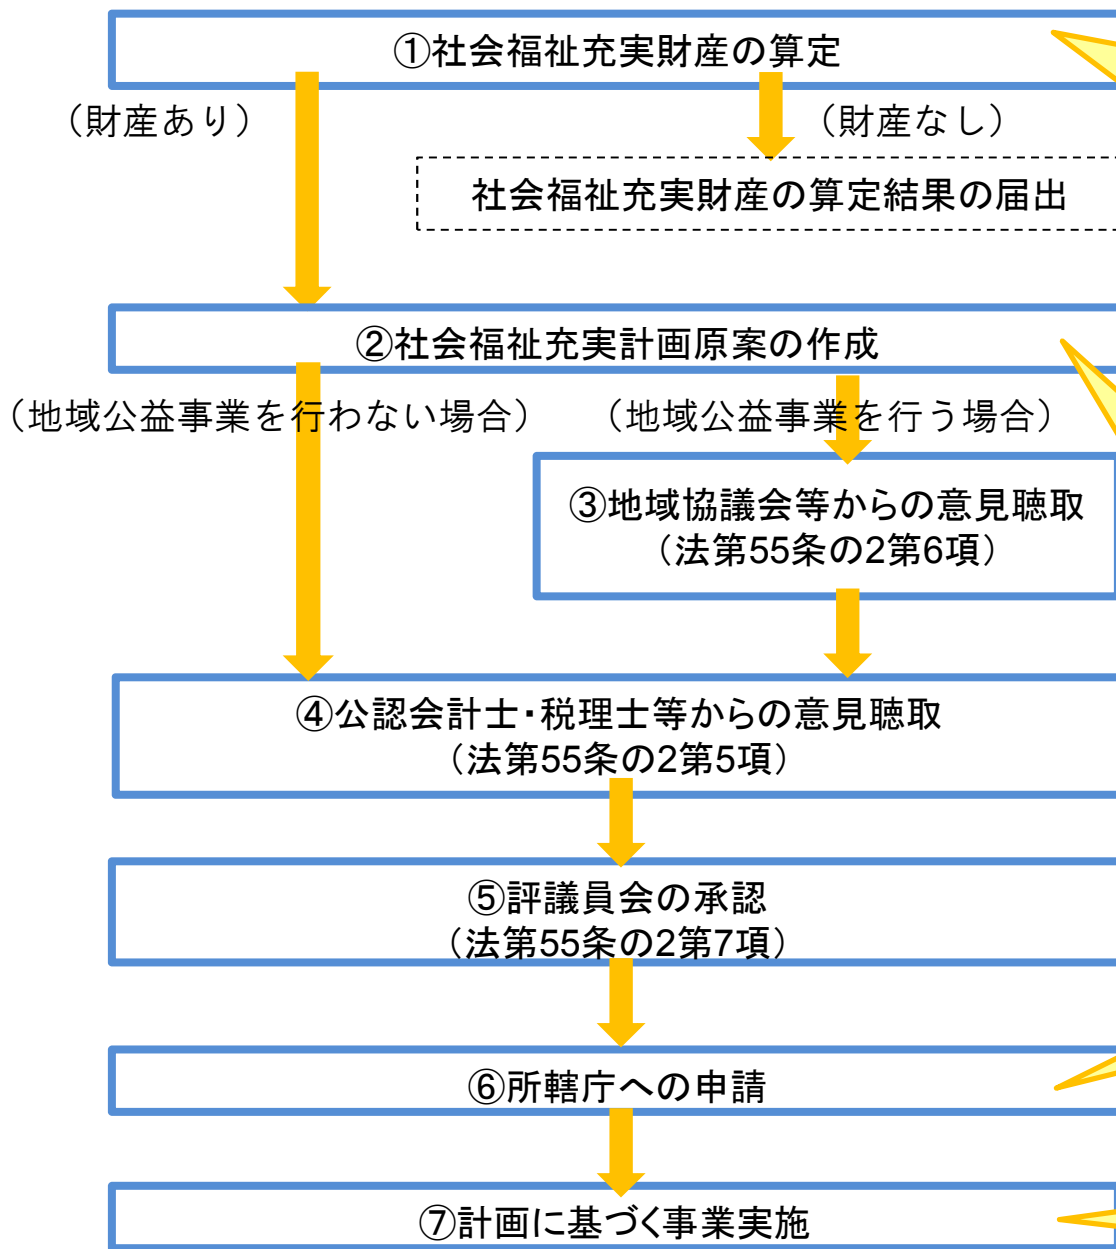 ①社会福祉充実財産の算定
（財産あり）
（財産なし）
社会福祉充実財産の算定結果の届出
②社会福祉充実計画原案の作成
（地域公益事業を行わない場合）
（地域公益事業を行う場合）
③地域協議会等からの意見聴取
（法第55条の2第6項）
④公認会計士・税理士等からの意見聴取
（法第55条の2第5項）
⑤評議員会の承認
（法第55条の2第7項）
⑥所轄庁への申請
⑦計画に基づく事業実施